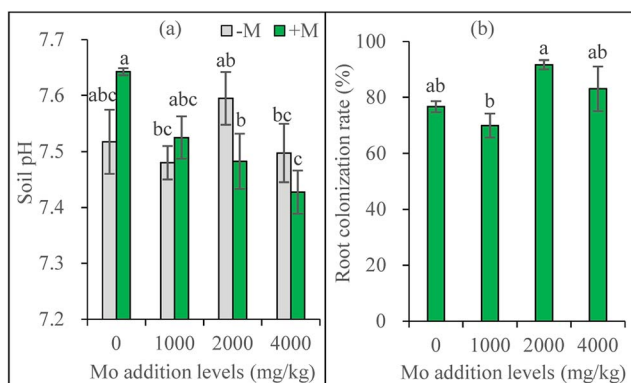 (a)
-M
+M
Soil pH
7.7
7.6
7.5
7.4
7.3
7.2
abc
a
bc
abc
ab
b
bc
c
0 1000 2000 4000
Mo addition levels (mg/kg)
(b)
Root colonization rate (%)
100
80
60
40
20
0
ab
b
a
ab
0 1000 2000 4000
Mo addition levels (mg/kg)